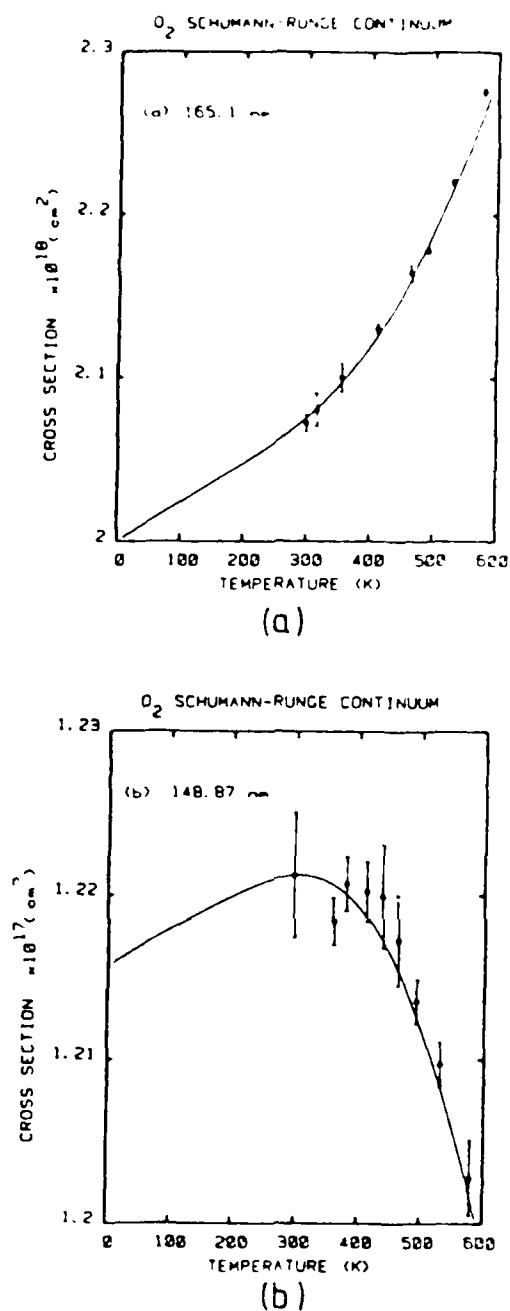 O2 SCHUMANN-RUNGE CONTINUUM
2.3
(a) 165.1 nm
2.2
CROSS SECTION ×10^18 (cm^2)
2.1
2
0 100 200 300 400 500 600
TEMPERATURE (K)
(a)
O2 SCHUMANN-RUNGE CONTINUUM
1.23
(b) 148.87 nm
1.22
CROSS SECTION ×10^17 (cm^2)
1.21
1.2
0 100 200 300 400 500 600
TEMPERATURE (K)
(b)